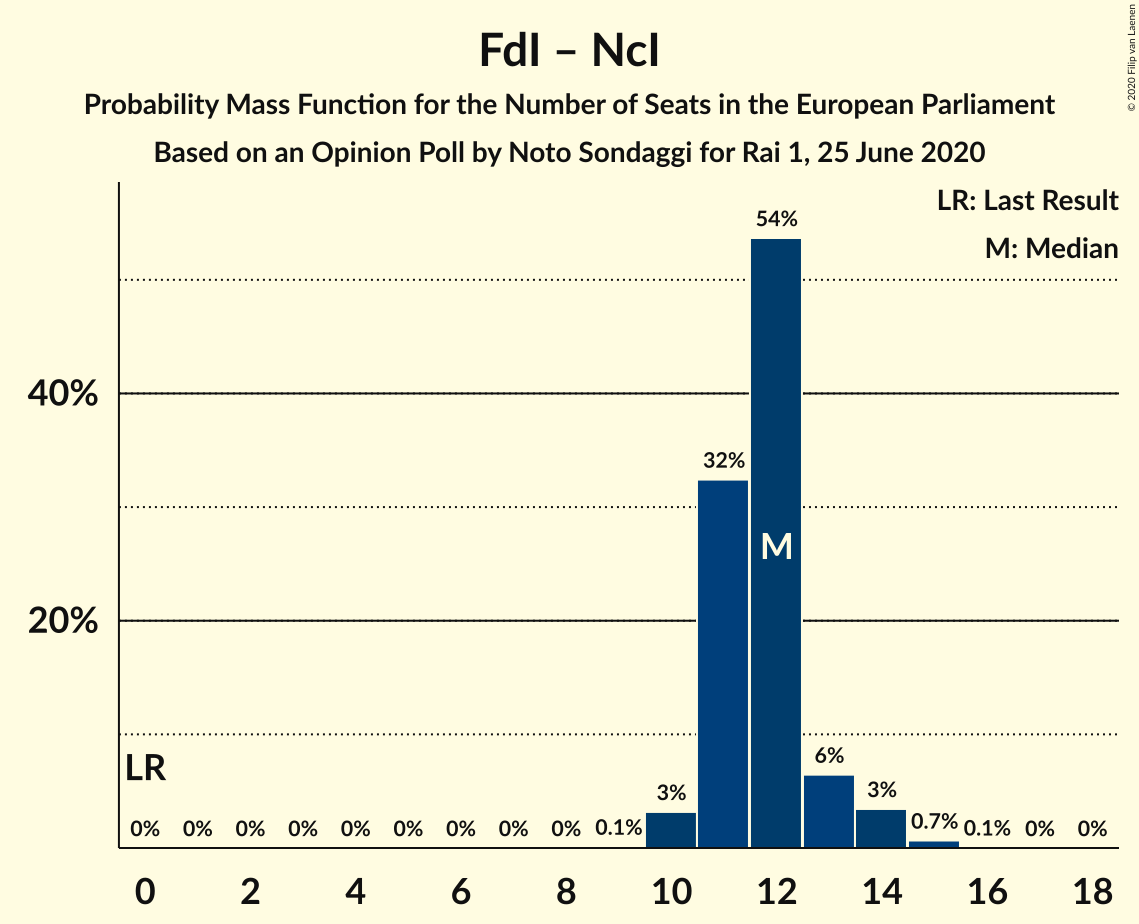 FdI – NcI
Probability Mass Function for the Number of Seats in the European Parliament
Based on an Opinion Poll by Noto Sondaggi for Rai 1, 25 June 2020
© 2020 Filip van Laenen
LR: Last Result
M: Median
54%
40%
32%
M
20%
LR
6%
3%
3%
0% 0% 0% 0% 0% 0% 0% 0% 0% 0.1% 0.7% 0.1% 0% 0%
0 2 4 6 8 10 12 14 16 18